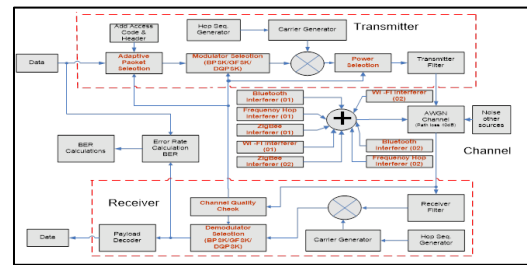 Transmitter
Add Access
Code &
Header
Hop Seq.
Generator
Carrier Generator
Data
Adaptive
Packet
Selection
Modulator Selection
(BPSK/GFSK/
DQPSK)
Power
Selection
Transmitter
Filter
Bluetooth
Interferer (01)
Frequency Hop
Interferer (01)
ZigBee
Interferer (01)
Wi-Fi Interferer
(01)
ZigBee
Interferer (02)
Wi-Fi Interferer
(02)
Bluetooth
Interferer (02)
Frequency Hop
Interferer (02)
AWGN
Channel
Noise
other
sources
Channel
BER
Calculations
Error Rate
Calculation
BER
Receiver
Channel Quality
Check
Receiver
Filter
Data
Payload
Decoder
Demodulator
Selection
(BPSK/GFSK/
DQPSK)
Carrier Generator
Hop Seq.
Generator